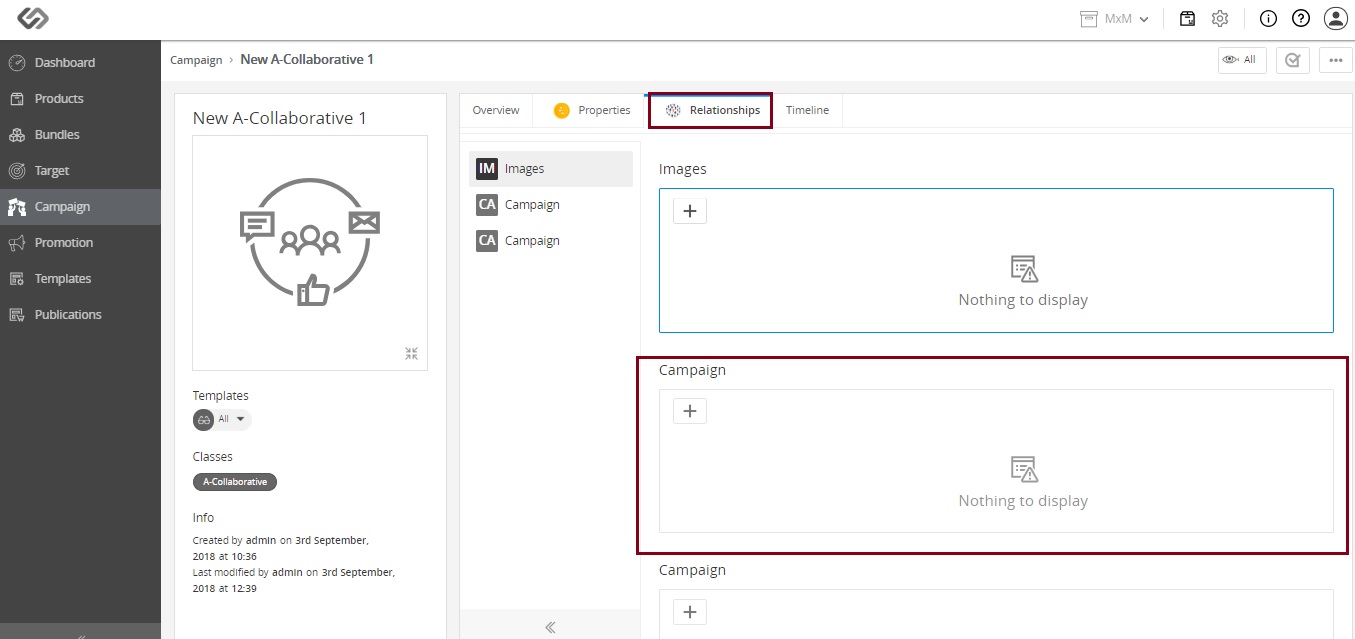 MxM
Campaign › New A-Collaborative 1
All
Dashboard
Products
Bundles
Target
Campaign
Promotion
Templates
Publications
New A-Collaborative 1
Templates
All
Classes
A-Collaborative
Info
Created by admin on 3rd September,
2018 at 10:36
Last modified by admin on 3rd September,
2018 at 12:39
Overview
Properties
Relationships
Timeline
IM Images
CA Campaign
CA Campaign
Images
Nothing to display
Campaign
Nothing to display
Campaign